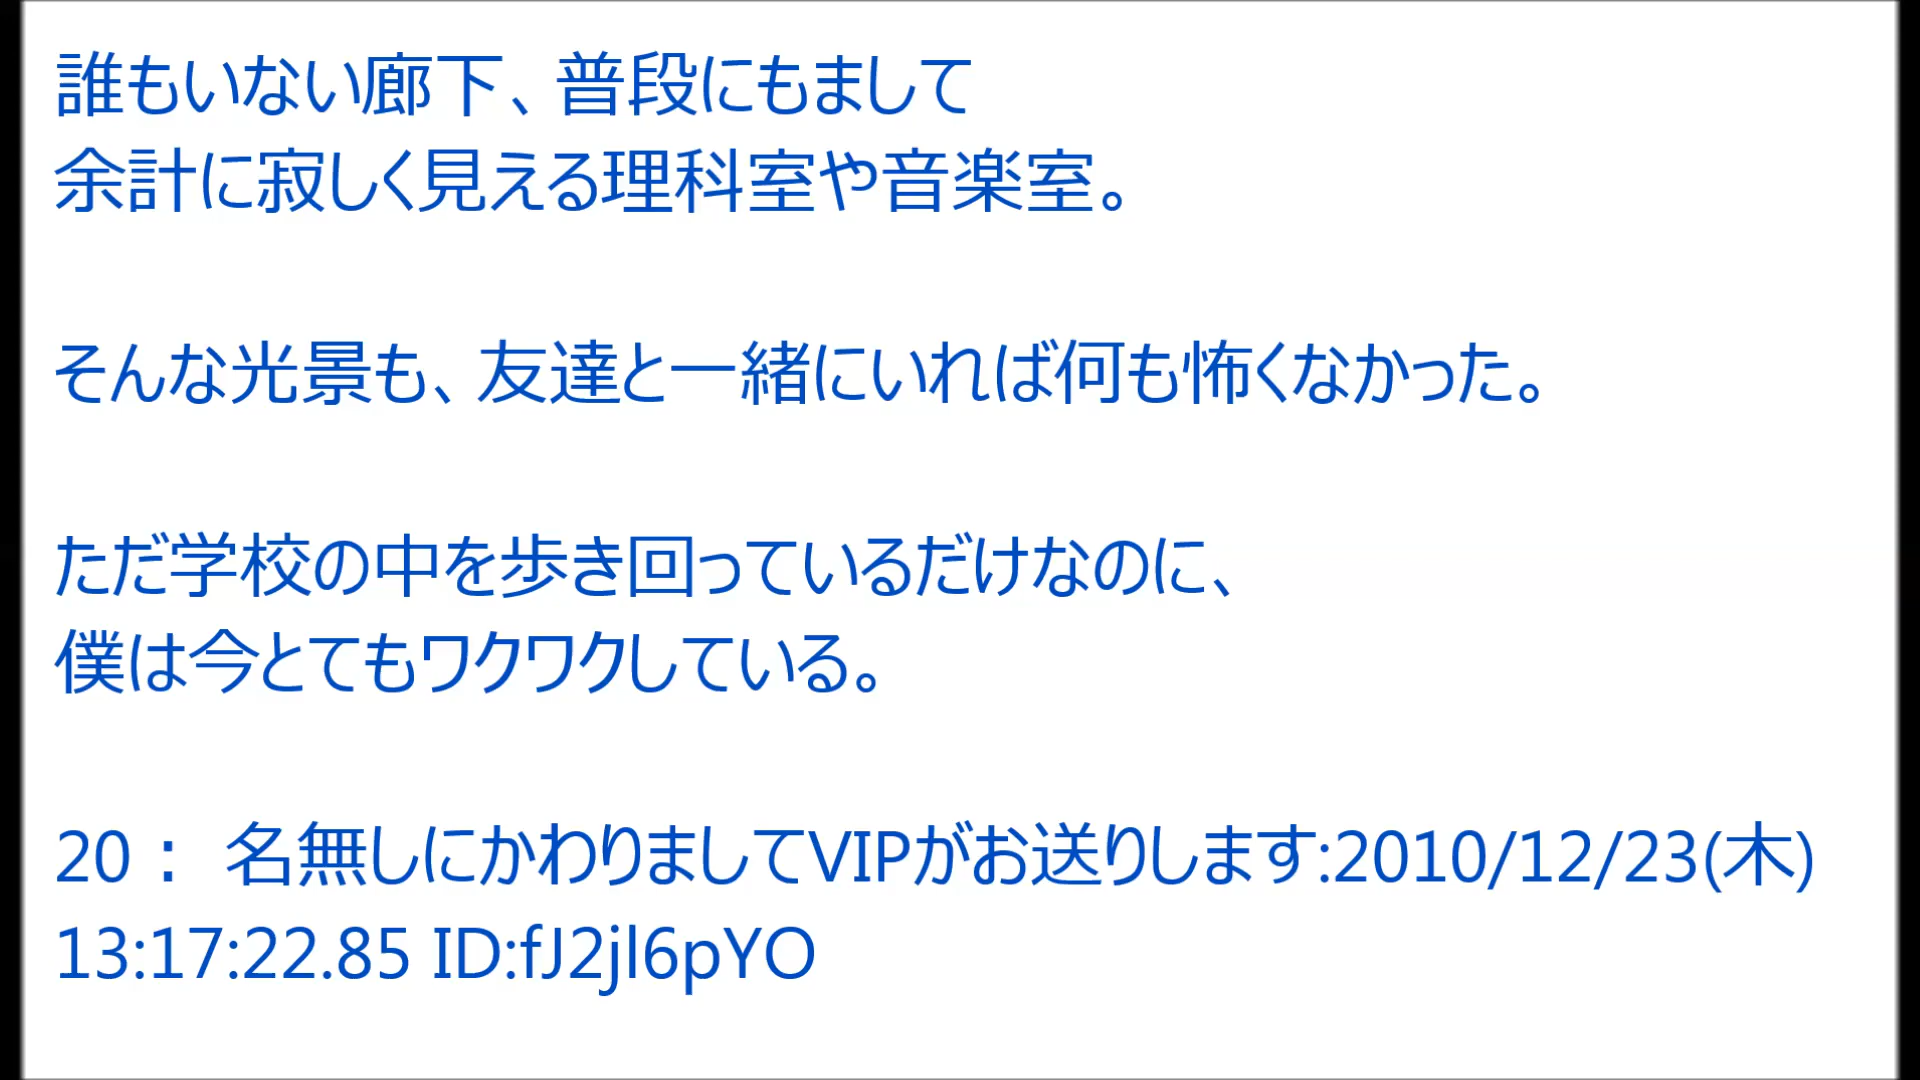 誰もいない廊下、普段にもまして
余計に寂しく見える理科室や音楽室。
そんな光景も、友達と一緒にいれば何も怖くなかった。
ただ学校の中を歩き回っているだけなのに、
僕は今とてもワクワクしている。
20： 名無しにかわりましてVIPがお送りします:2010/12/23(木)
13:17:22.85 ID:fJ2jl6pYO